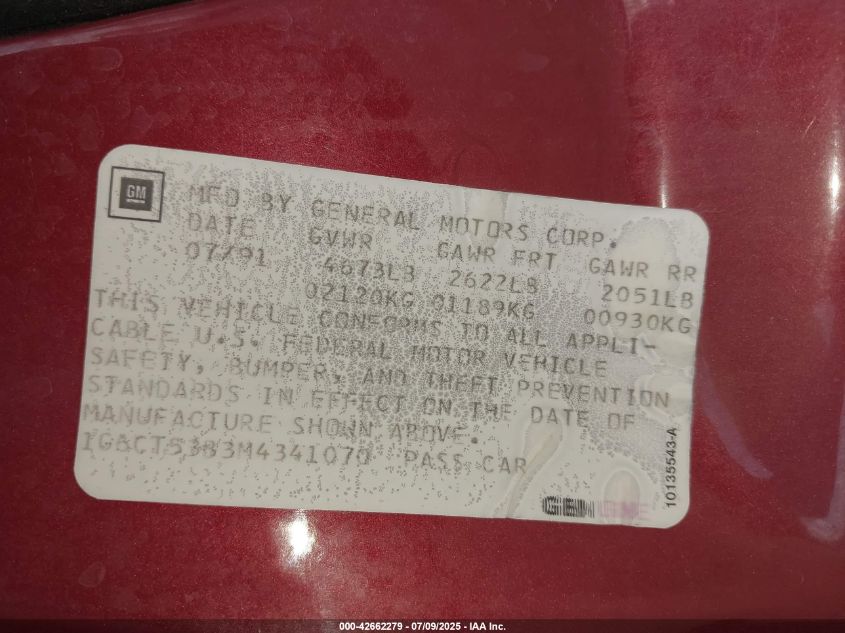 GM
MFD BY GENERAL MOTORS CORP.
DATE GVWR GAWR FRT GAWR RR
07/91 4673LB 2622LB 2051LB
02120KG 01189KG 00930KG
THIS VEHICLE CONFORMS TO ALL APPLI-
CABLE U.S. FEDERAL MOTOR VEHICLE
SAFETY, BUMPER, AND THEFT PREVENTION
STANDARDS IN EFFECT ON THE DATE OF
MANUFACTURE SHOWN ABOVE.
1G6CT53B3M4341070 PASS CAR
10135543-A
000-42662279 - 07/09/2025 - IAA Inc.